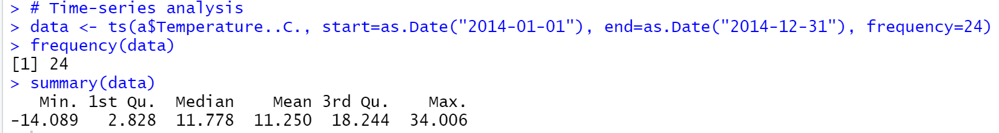 > # Time-series analysis
> data <- ts(a$Temperature..C., start=as.Date("2014-01-01"), end=as.Date("2014-12-31"), frequency=24)
> frequency(data)
[1] 24
> summary(data)
   Min. 1st Qu.  Median    Mean 3rd Qu.    Max.
-14.089   2.828  11.778  11.250  18.244  34.006